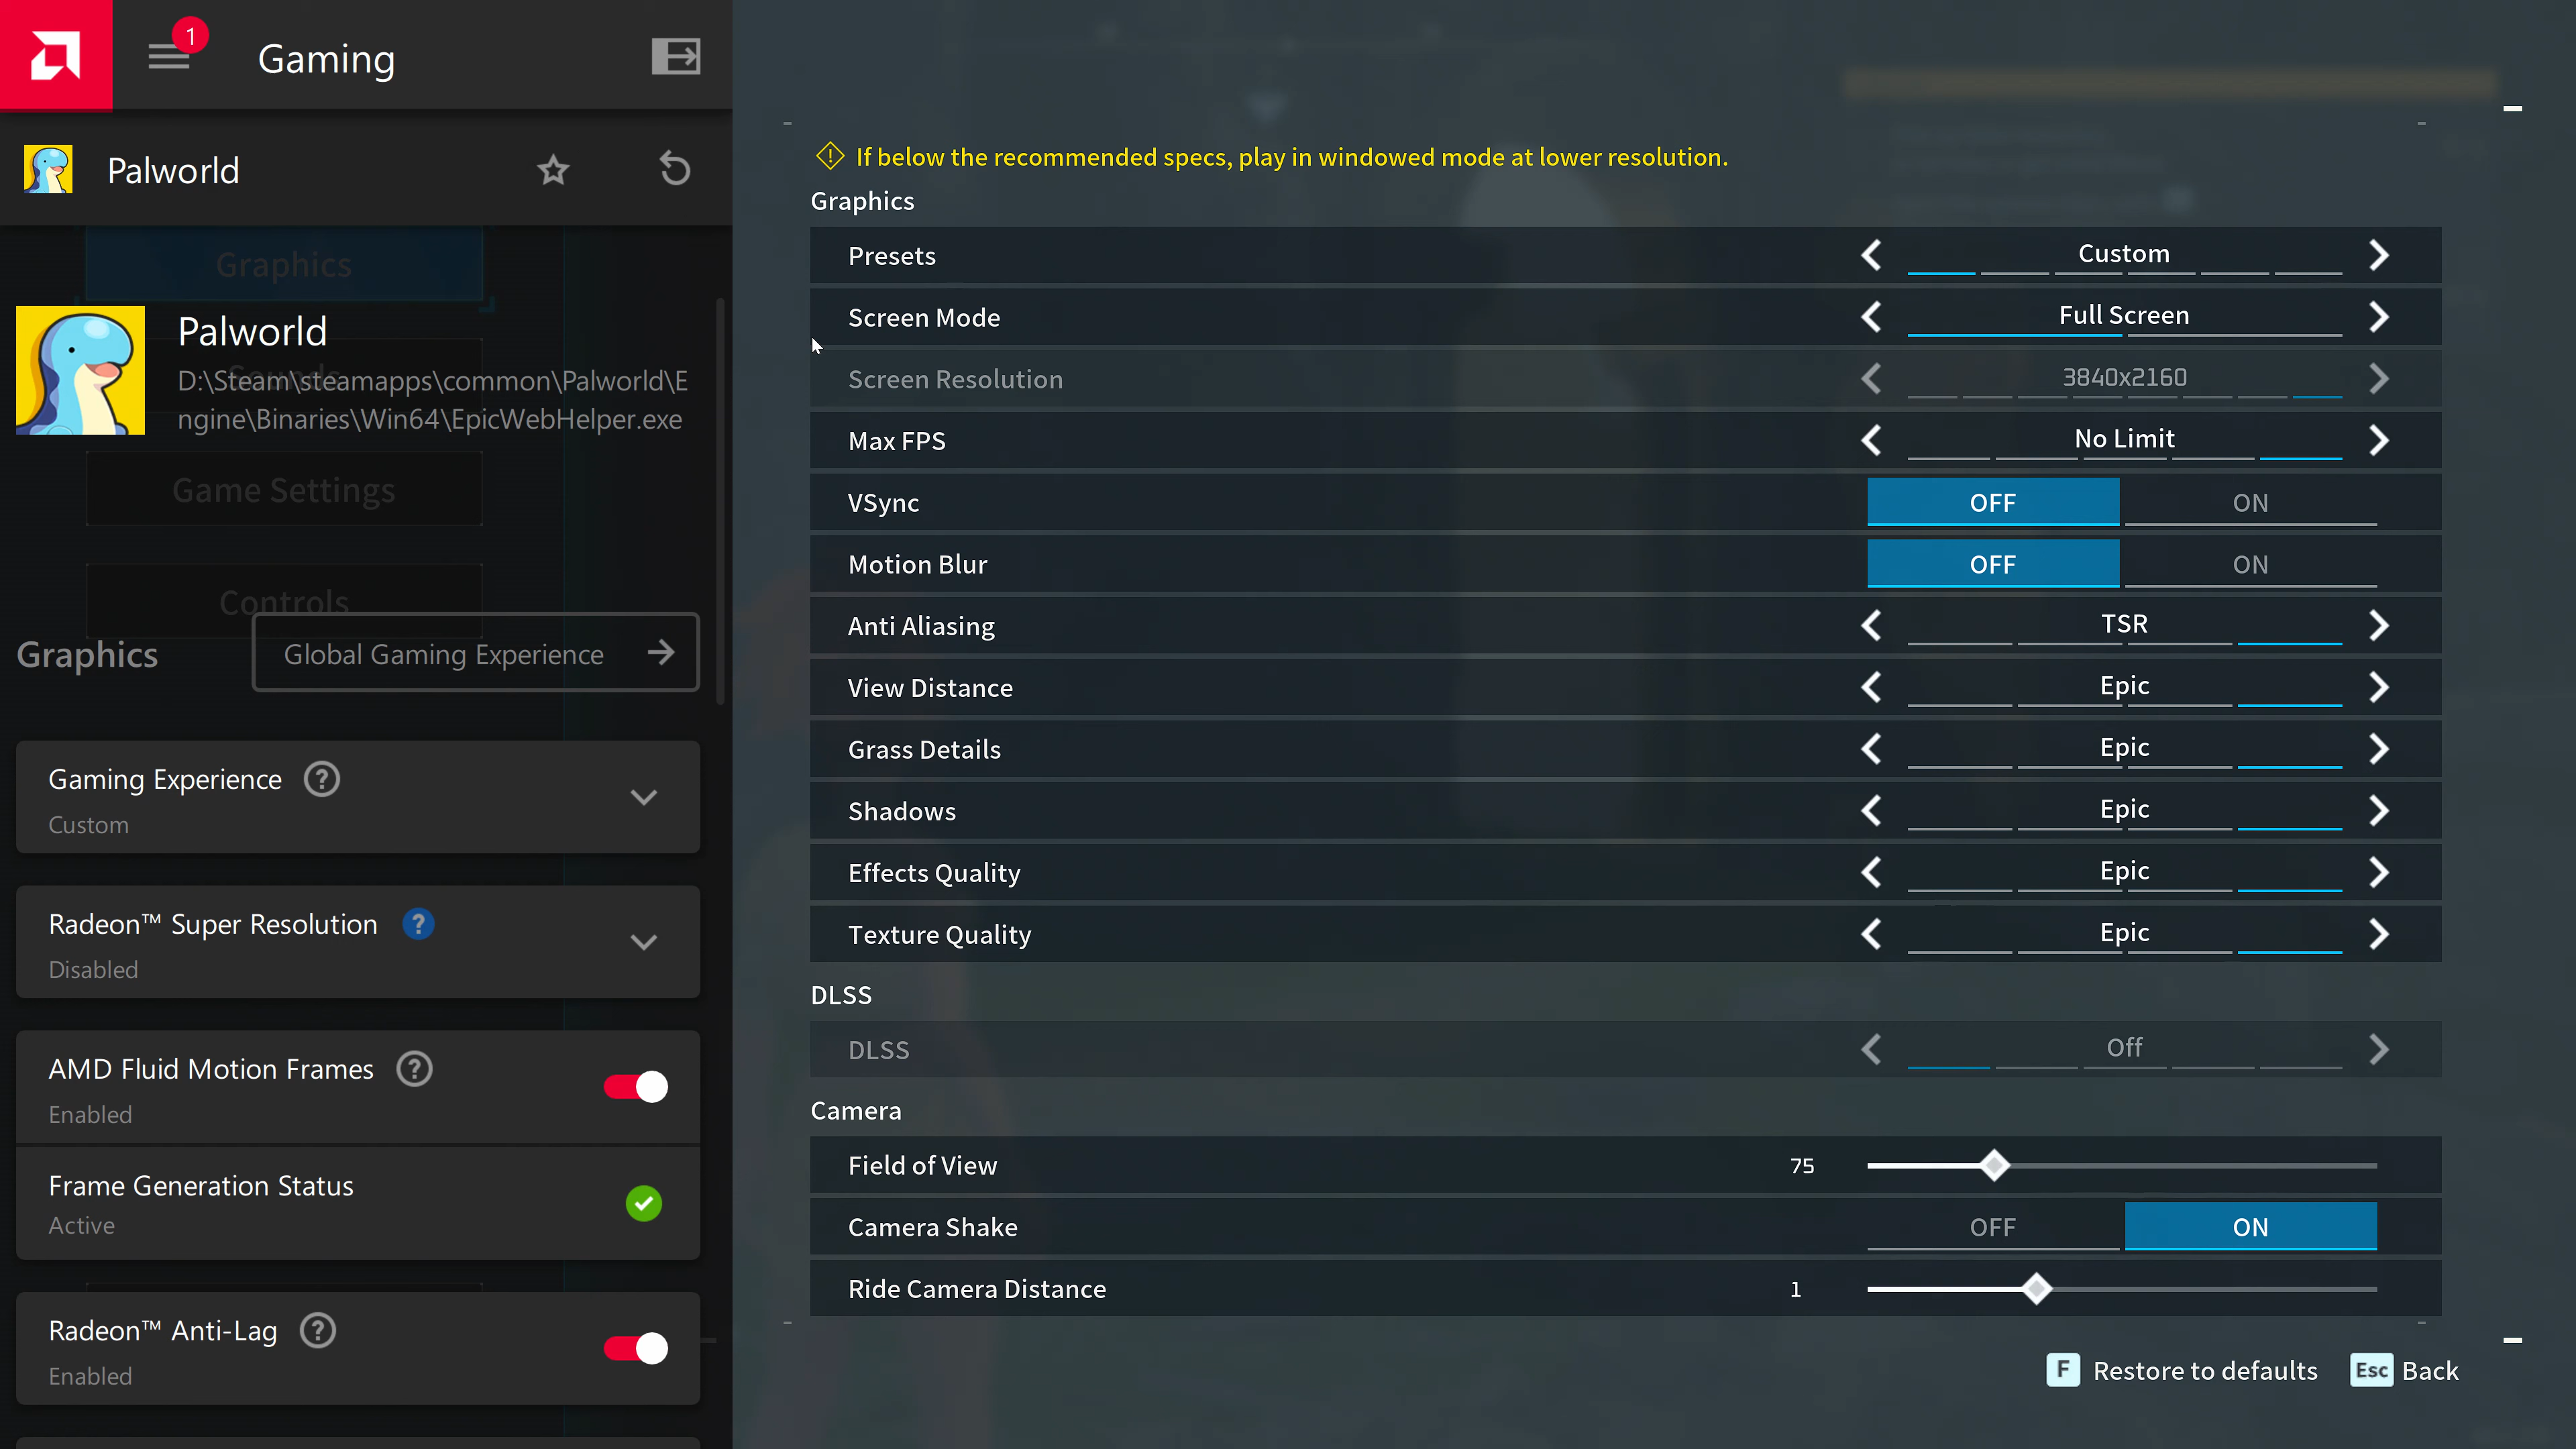 1
Gaming
Palworld
Graphics
Palworld
Sounds
D:\Steam\steamapps\common\Palworld\E
ngine\Binaries\Win64\EpicWebHelper.exe
Game Settings
Controls
Graphics
Global Gaming Experience
Gaming Experience ?
Custom
Radeon™ Super Resolution ?
Disabled
AMD Fluid Motion Frames ?
Enabled
Frame Generation Status
Active
Radeon™ Anti-Lag ?
Enabled
If below the recommended specs, play in windowed mode at lower resolution.
Graphics
Presets Custom
Screen Mode Full Screen
Screen Resolution 3840x2160
Max FPS No Limit
VSync OFF ON
Motion Blur OFF ON
Anti Aliasing TSR
View Distance Epic
Grass Details Epic
Shadows Epic
Effects Quality Epic
Texture Quality Epic
DLSS
DLSS Off
Camera
Field of View 75
Camera Shake OFF ON
Ride Camera Distance 1
F Restore to defaults Esc Back